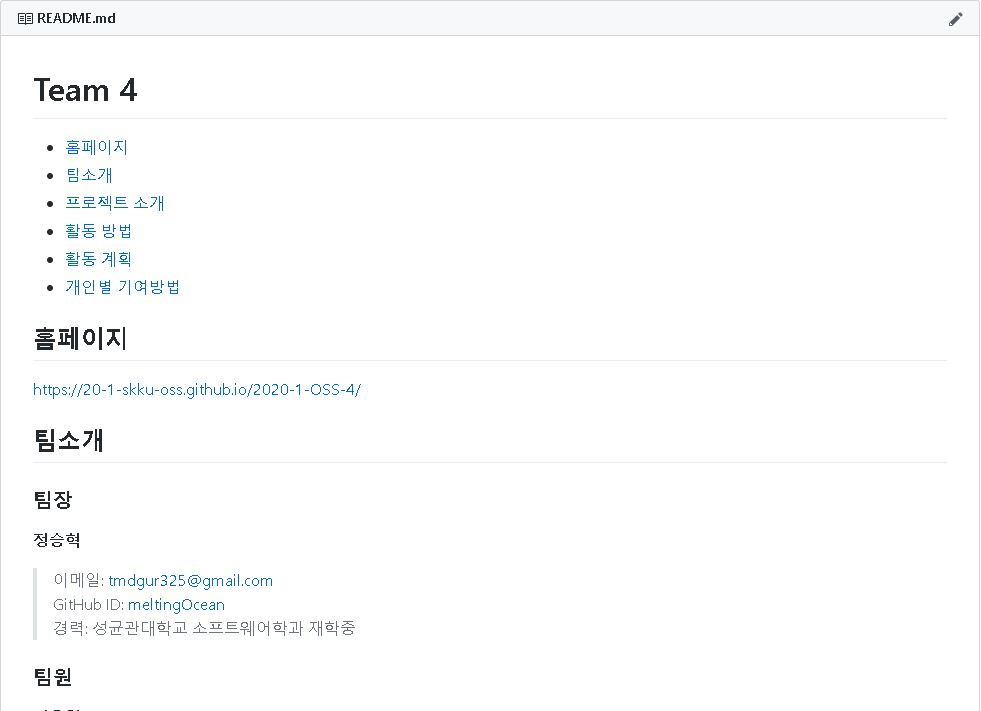 README.md
Team 4
홈페이지
팀소개
프로젝트 소개
활동 방법
활동 계획
개인별 기여방법
홈페이지
https://20-1-skku-oss.github.io/2020-1-OSS-4/
팀소개
팀장
정승혁
이메일: tmdgur325@gmail.com
GitHub ID: meltingOcean
경력: 성균관대학교 소프트웨어학과 재학중
팀원